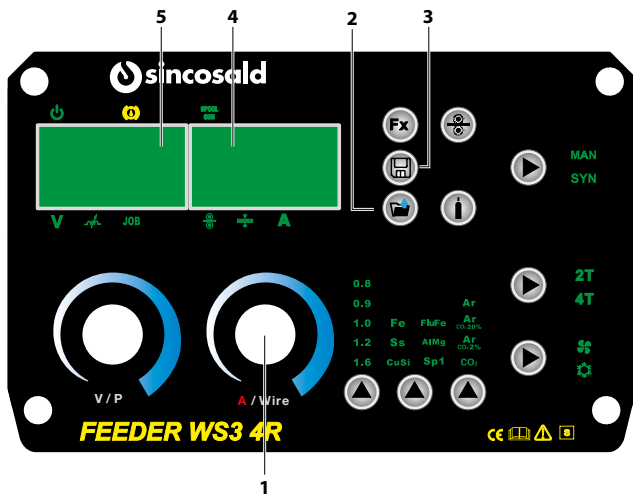 5 4 2 3
sincosald
SPOOL GUN
Fx
MAN
SYN
V JOB A
2T
4T
0.8
0.9 Ar
1.0 Fe FluFe Ar CO2 20%
1.2 Ss AlMg Ar CO2 2%
1.6 CuSi Sp1 CO2
V / P A / Wire
FEEDER WS3 4R CE S
1